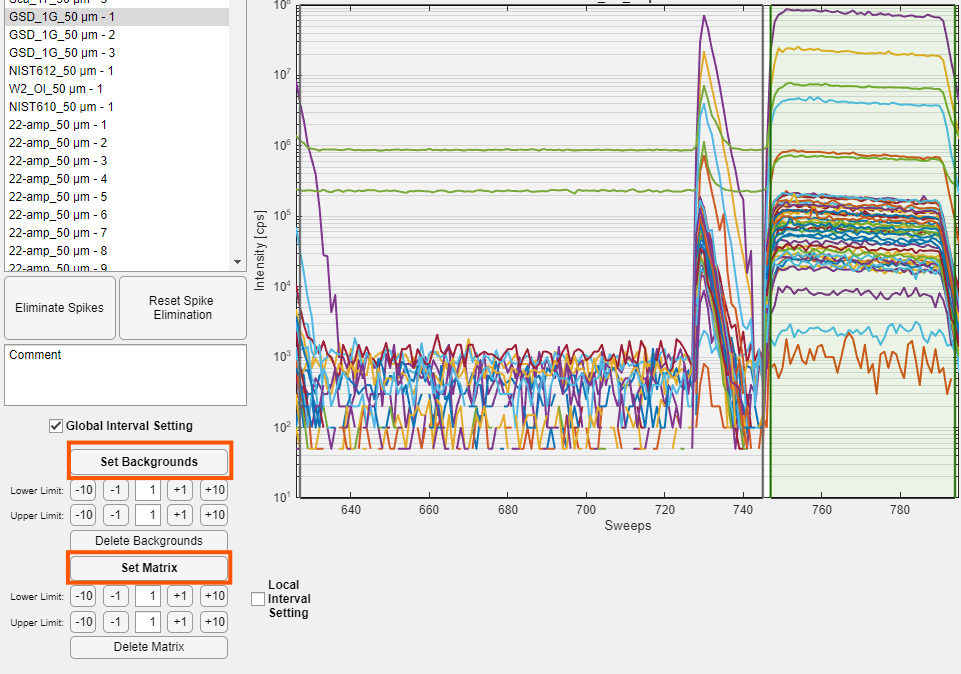 GSD_1G_50 µm - 1
GSD_1G_50 µm - 2
GSD_1G_50 µm - 3
NIST612_50 µm - 1
W2_Ol_50 µm - 1
NIST610_50 µm - 1
22-amp_50 µm - 1
22-amp_50 µm - 2
22-amp_50 µm - 3
22-amp_50 µm - 4
22-amp_50 µm - 5
22-amp_50 µm - 6
22-amp_50 µm - 7
22-amp_50 µm - 8
22-amp_50 µm - 9
Eliminate Spikes
Reset Spike
Elimination
Comment
Global Interval Setting
Set Backgrounds
Lower Limit: -10 -1 1 +1 +10
Upper Limit: -10 -1 1 +1 +10
Delete Backgrounds
Set Matrix
Lower Limit: -10 -1 1 +1 +10
Upper Limit: -10 -1 1 +1 +10
Delete Matrix
Local
Interval
Setting
Intensity [cps]
10⁸
10⁷
10⁶
10⁵
10⁴
10³
10²
10¹
640 660 680 700 720 740 760 780
Sweeps